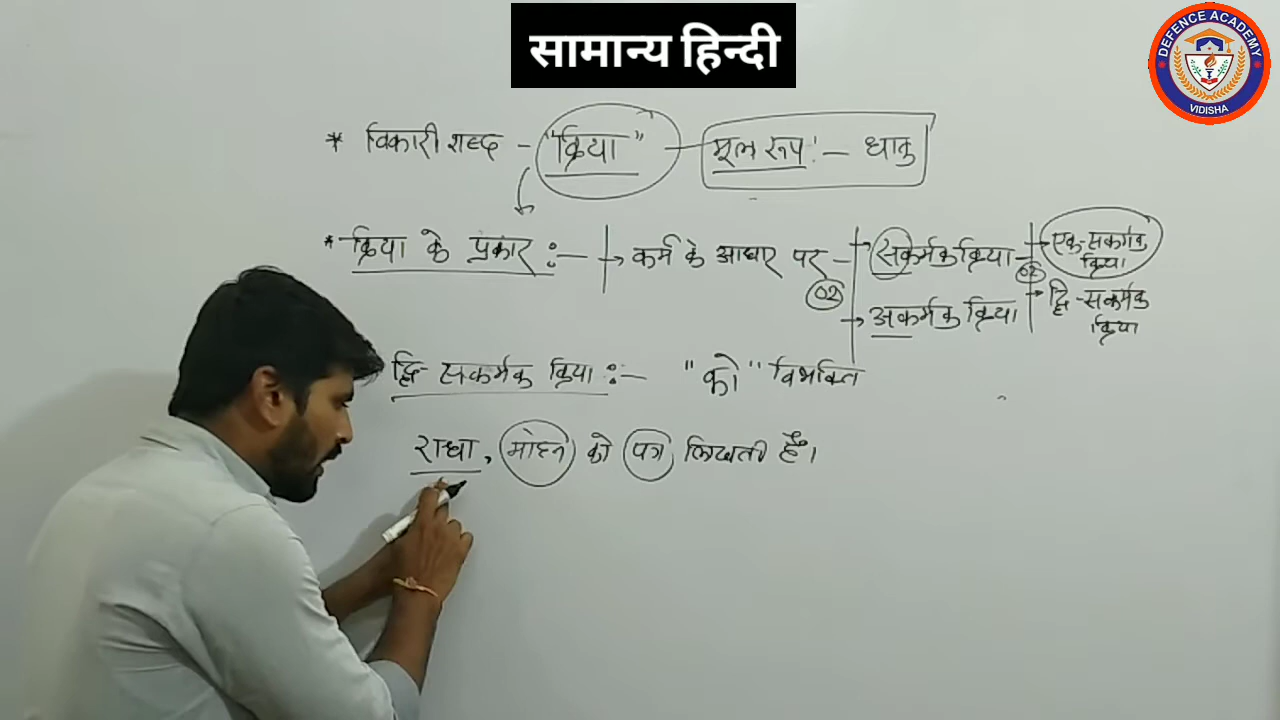 सामान्य हिन्दी
DEFENCE ACADEMY
VIDISHA
* विकारी शब्द - "क्रिया" - मूल रूप :- धातु
* क्रिया के प्रकार :- → कर्म के आधार पर - 02
→ सकर्मक क्रिया - 02
→ अकर्मक क्रिया
→ एक-सकर्मक क्रिया
→ द्वि-सकर्मक क्रिया
द्वि-सकर्मक क्रिया :- "को" विभक्ति
राधा, मोहन को पत्र लिखती हैं।